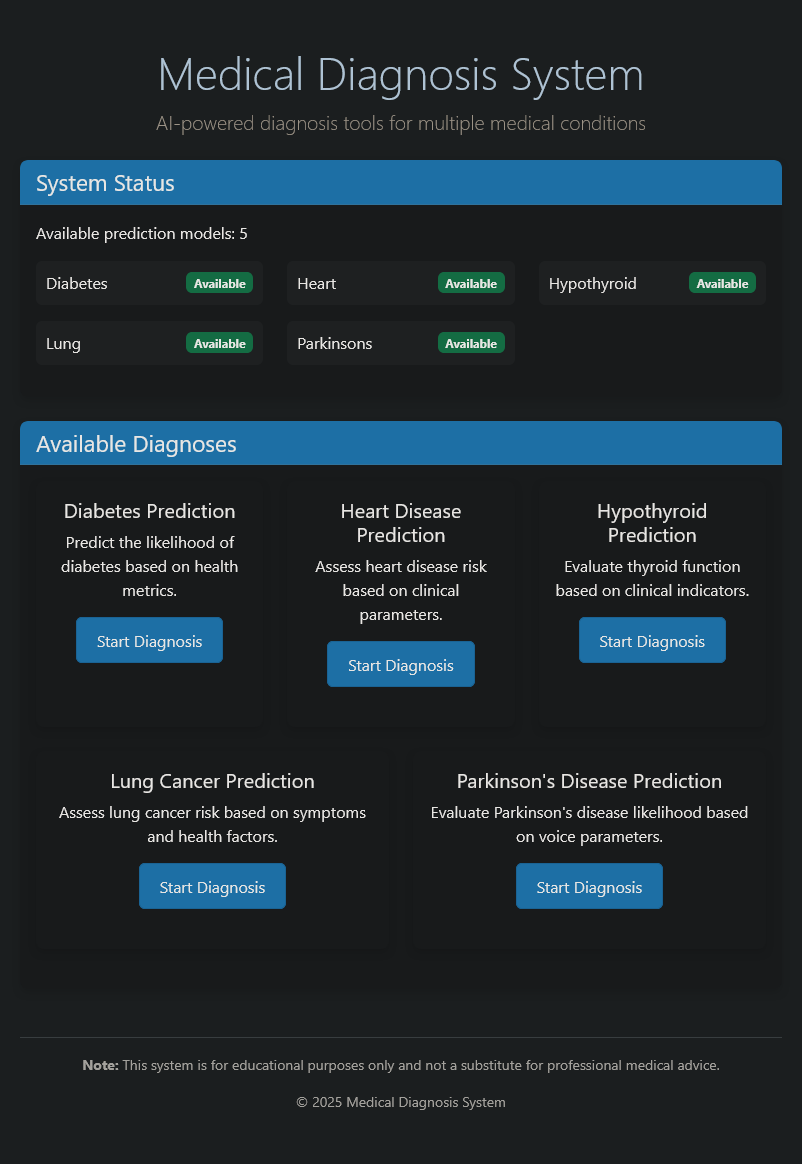 Medical Diagnosis System
AI-powered diagnosis tools for multiple medical conditions
System Status
Available prediction models: 5
Diabetes Available
Heart Available
Hypothyroid Available
Lung Available
Parkinsons Available
Available Diagnoses
Diabetes Prediction
Predict the likelihood of
diabetes based on health
metrics.
Start Diagnosis
Heart Disease
Prediction
Assess heart disease risk
based on clinical
parameters.
Start Diagnosis
Hypothyroid
Prediction
Evaluate thyroid function
based on clinical indicators.
Start Diagnosis
Lung Cancer Prediction
Assess lung cancer risk based on symptoms
and health factors.
Start Diagnosis
Parkinson's Disease Prediction
Evaluate Parkinson's disease likelihood based
on voice parameters.
Start Diagnosis
Note: This system is for educational purposes only and not a substitute for professional medical advice.
© 2025 Medical Diagnosis System